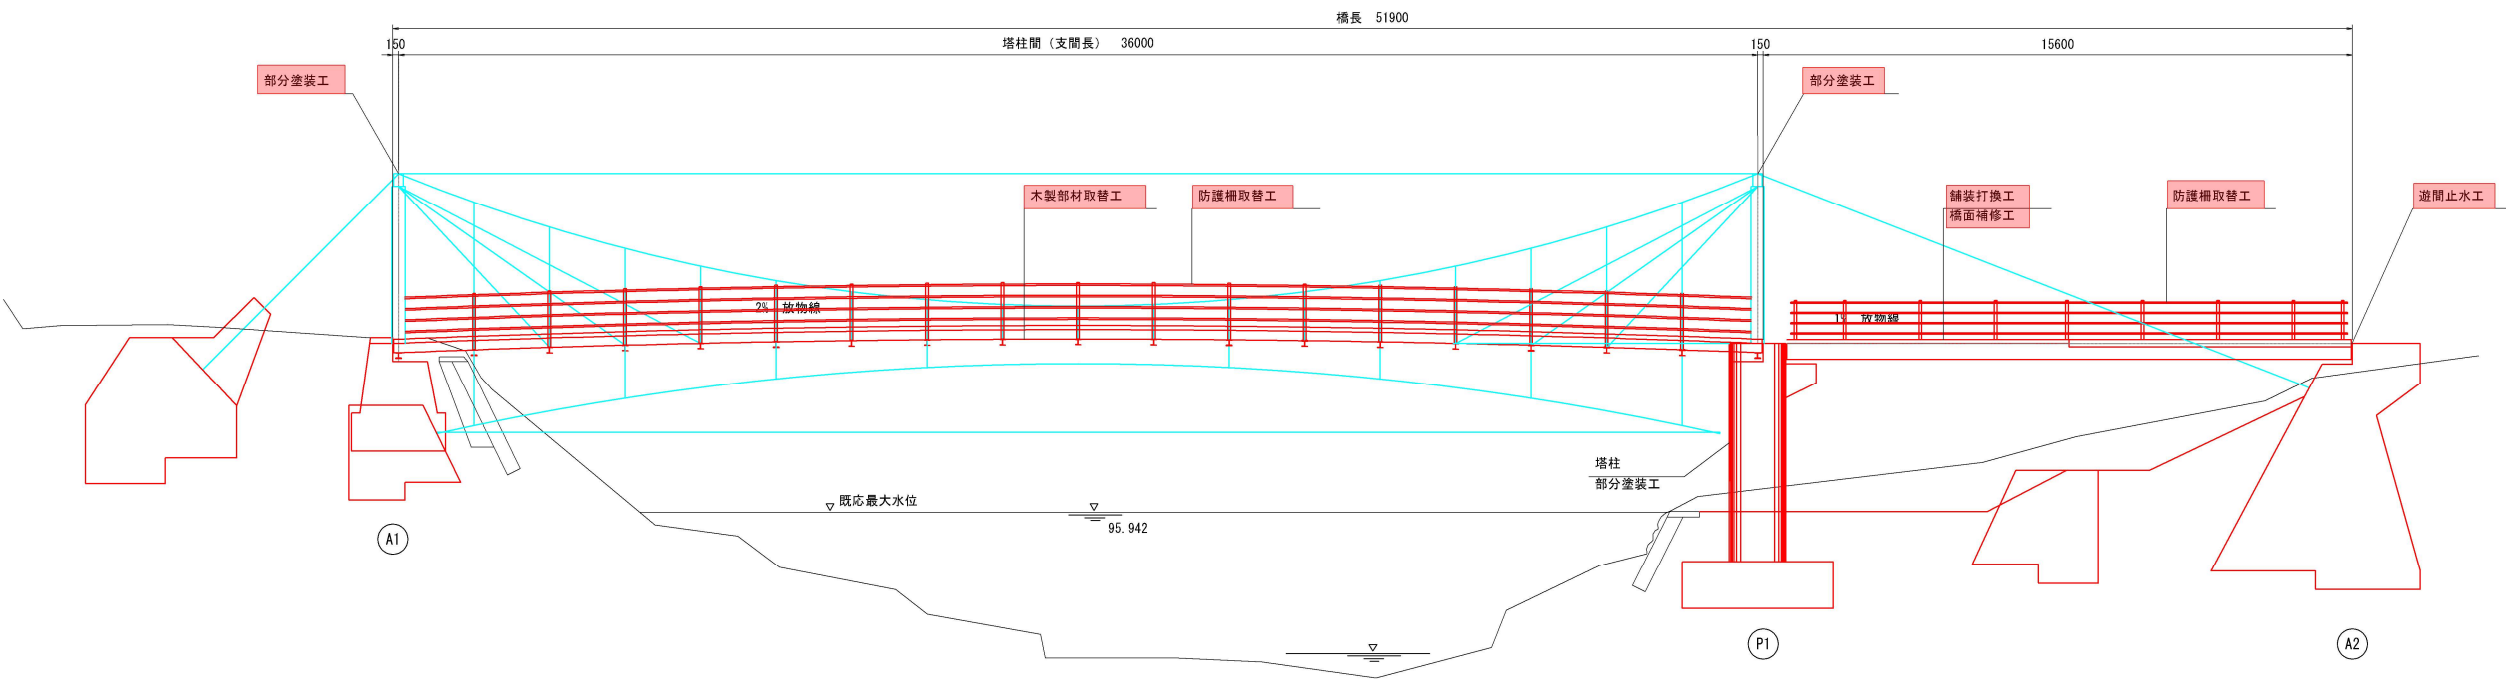 橋長 51900
150
塔柱間(支間長) 36000
150
15600
部分塗装工
部分塗装工
木製部材取替工
防護柵取替工
舗装打換工
橋面補修工
防護柵取替工
遊間止水工
2% 放物線
1% 放物線
塔柱
部分塗装工
既応最大水位
95.942
A1
P1
A2